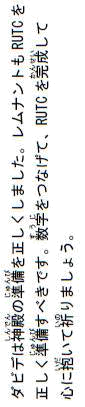 ダビデは神殿の準備を正しくしました。レムナントもRUTCを
正しく準備すべきです。数字をつなげて、RUTCを完成して
心に抱いて祈りましょう。